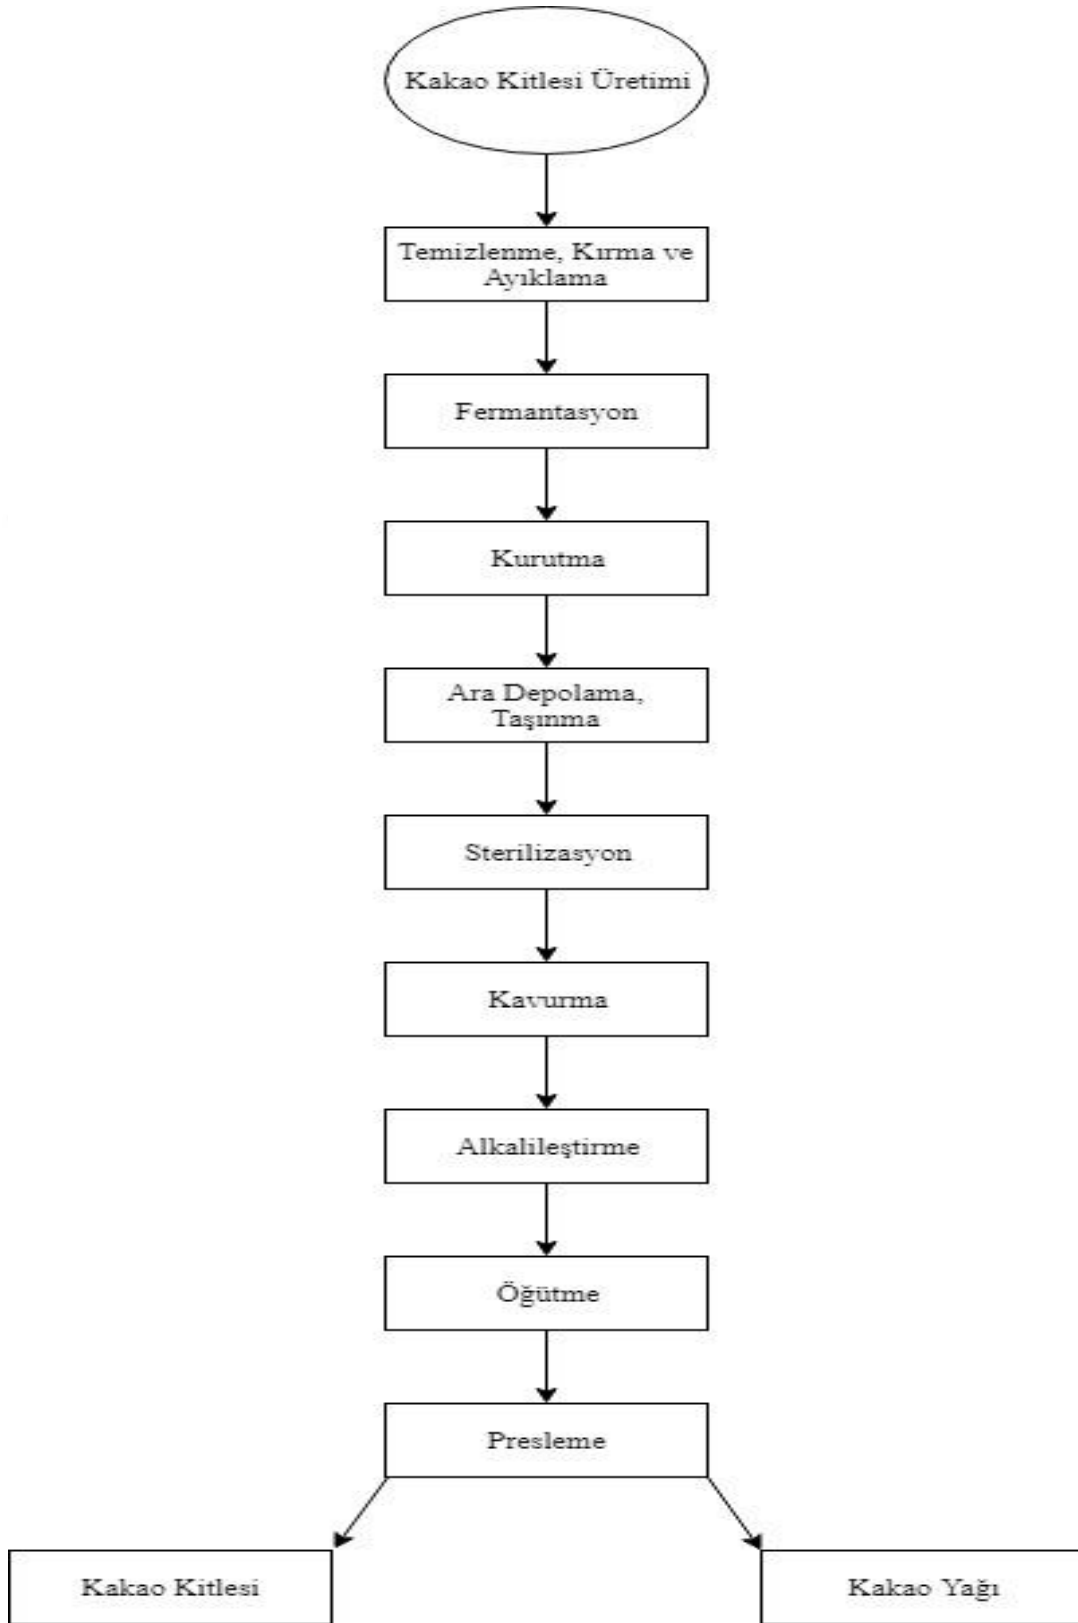 Kakao Kitlesi Üretimi
Temizlenme, Kırma ve
Ayıklama
Fermantasyon
Kurutma
Ara Depolama,
Taşınma
Sterilizasyon
Kavurma
Alkalileştirme
Öğütme
Presleme
Kakao Kitlesi
Kakao Yağı